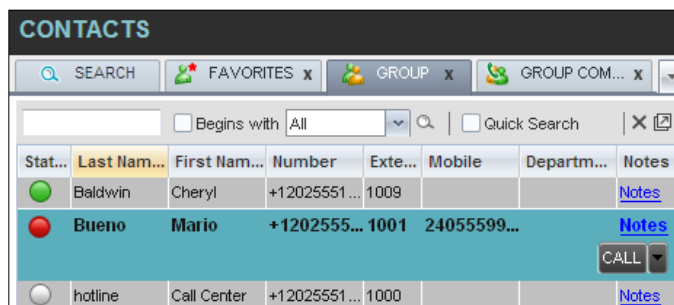 CONTACTS
SEARCH FAVORITES X GROUP X GROUP COM... X
Begins with All Quick Search
Stat... Last Nam... First Nam... Number Exte... Mobile Departm... Notes
Baldwin Cheryl +12025551... 1009 Notes
Bueno Mario +1202555... 1001 24055599... Notes
CALL
hotline Call Center +12025551... 1000 Notes